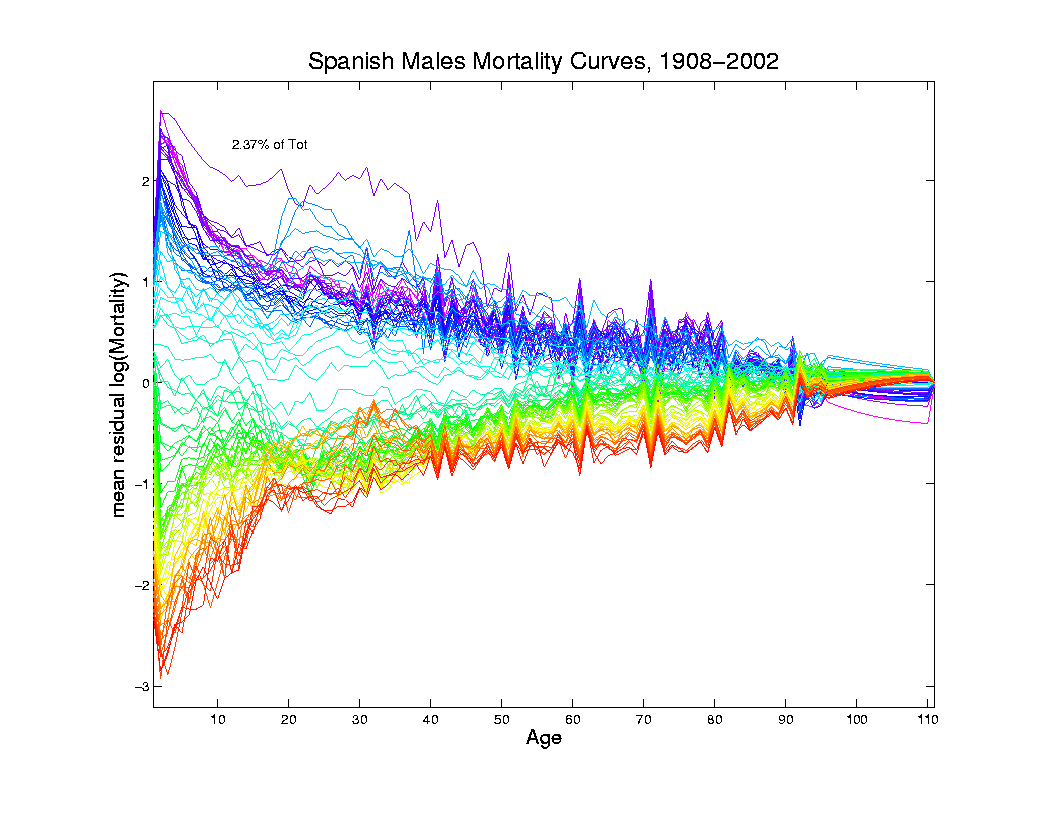 Spanish Males Mortality Curves, 1908−2002
2.37% of Tot
mean residual log(Mortality)
2
1
0
−1
−2
−3
10 20 30 40 50 60 70 80 90 100 110
Age